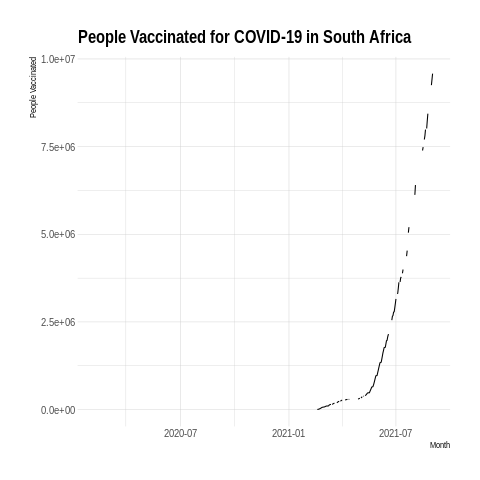 People Vaccinated for COVID-19 in South Africa
People Vaccinated
1.0e+07
7.5e+06
5.0e+06
2.5e+06
0.0e+00
2020-07
2021-01
2021-07
Month